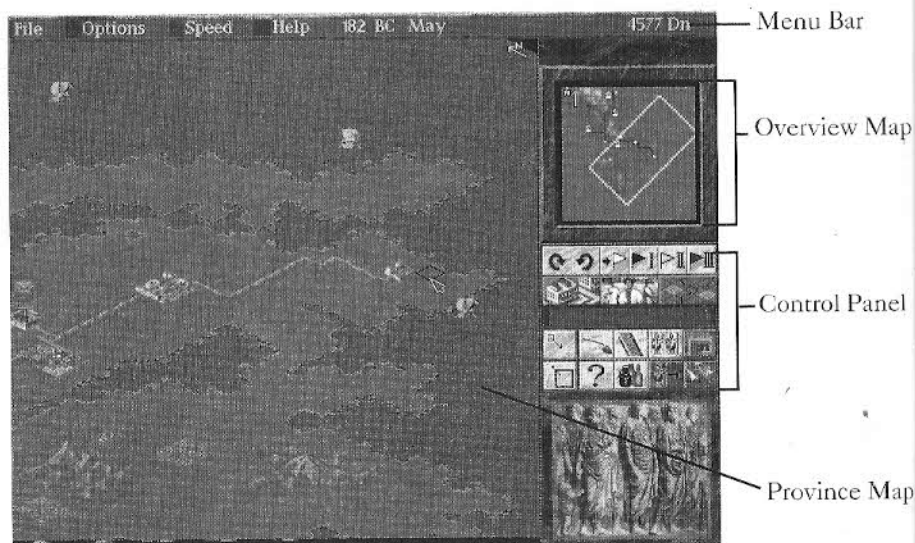 File Options Speed Help 182 BC May 4577 Dn
Menu Bar
Overview Map
Control Panel
?
Province Map